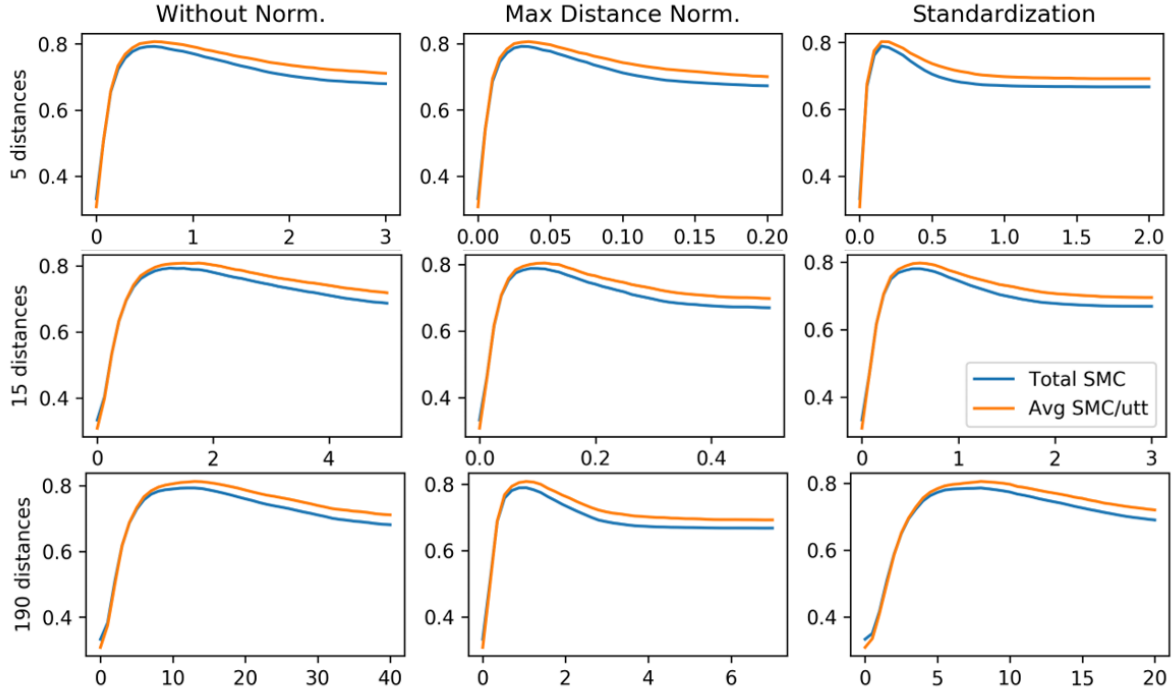 Without Norm. Max Distance Norm. Standardization
5 distances
0.8 0.8 0.8
0.6 0.6 0.6
0.4 0.4 0.4
0 1 2 3 0.00 0.05 0.10 0.15 0.20 0.0 0.5 1.0 1.5 2.0
15 distances
0.8 0.8 0.8
0.6 0.6 0.6
0.4 0.4 0.4
Total SMC
Avg SMC/utt
0 2 4 0.0 0.2 0.4 0 1 2 3
190 distances
0.8 0.8 0.8
0.6 0.6 0.6
0.4 0.4 0.4
0 10 20 30 40 0 2 4 6 0 5 10 15 20